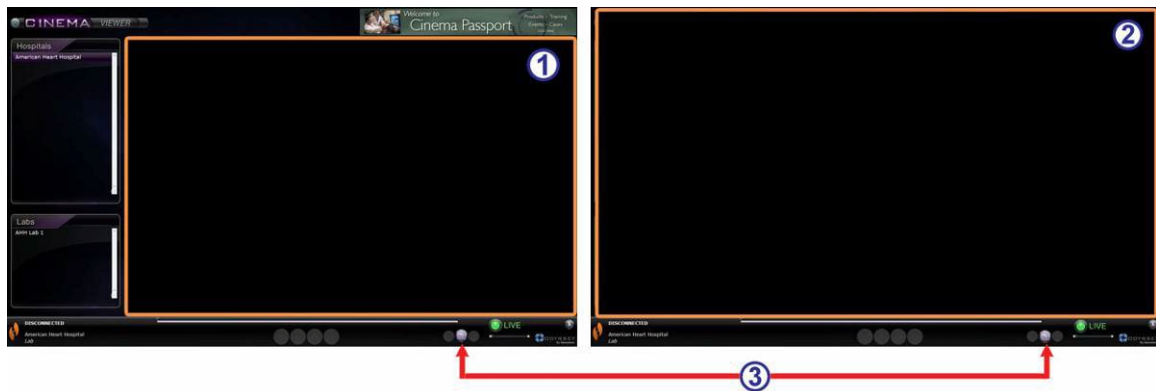 CINEMA VIEWER
Welcome to
Cinema Passport
Products - Training
Events - Cases
Hospitals
American Heart Hospital
Labs
AHH Lab 1
1
DISCONNECTED
American Heart Hospital
Lab
LIVE
ODYSSEY
2
DISCONNECTED
American Heart Hospital
Lab
LIVE
ODYSSEY
3